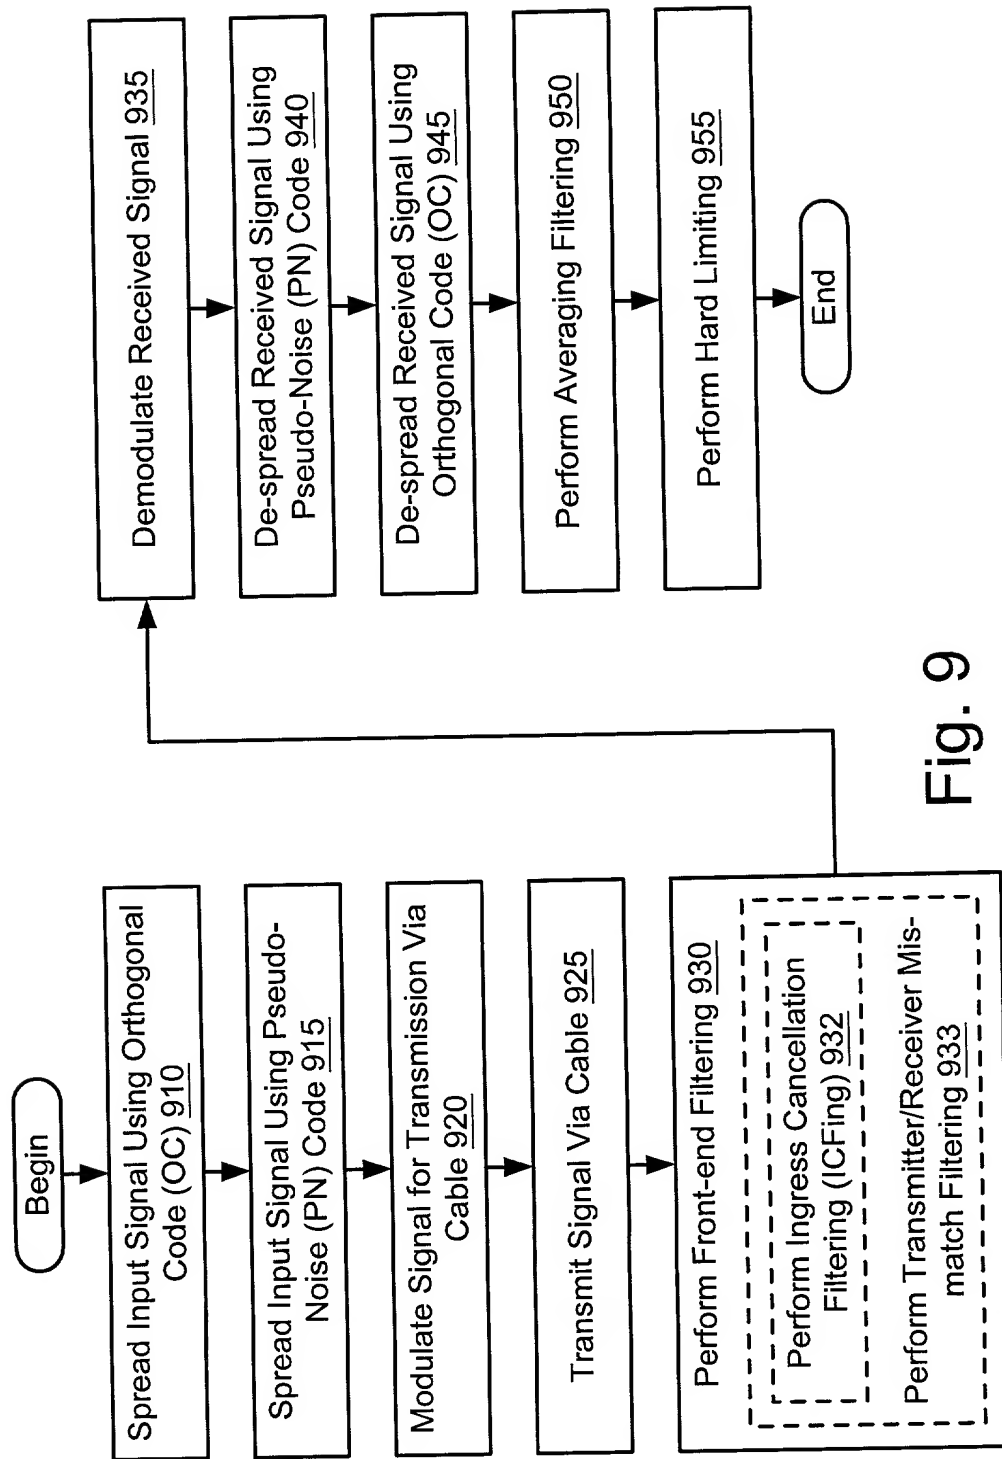 Begin
Spread Input Signal Using Orthogonal
Code (OC) 910
Spread Input Signal Using Pseudo-
Noise (PN) Code 915
Modulate Signal for Transmission Via
Cable 920
Transmit Signal Via Cable 925
Perform Front-end Filtering 930
Perform Ingress Cancellation
Filtering (ICFing) 932
Perform Transmitter/Receiver Mis-
match Filtering 933
Demodulate Received Signal 935
De-spread Received Signal Using
Pseudo-Noise (PN) Code 940
De-spread Received Signal Using
Orthogonal Code (OC) 945
Perform Averaging Filtering 950
Perform Hard Limiting 955
End
Fig. 9